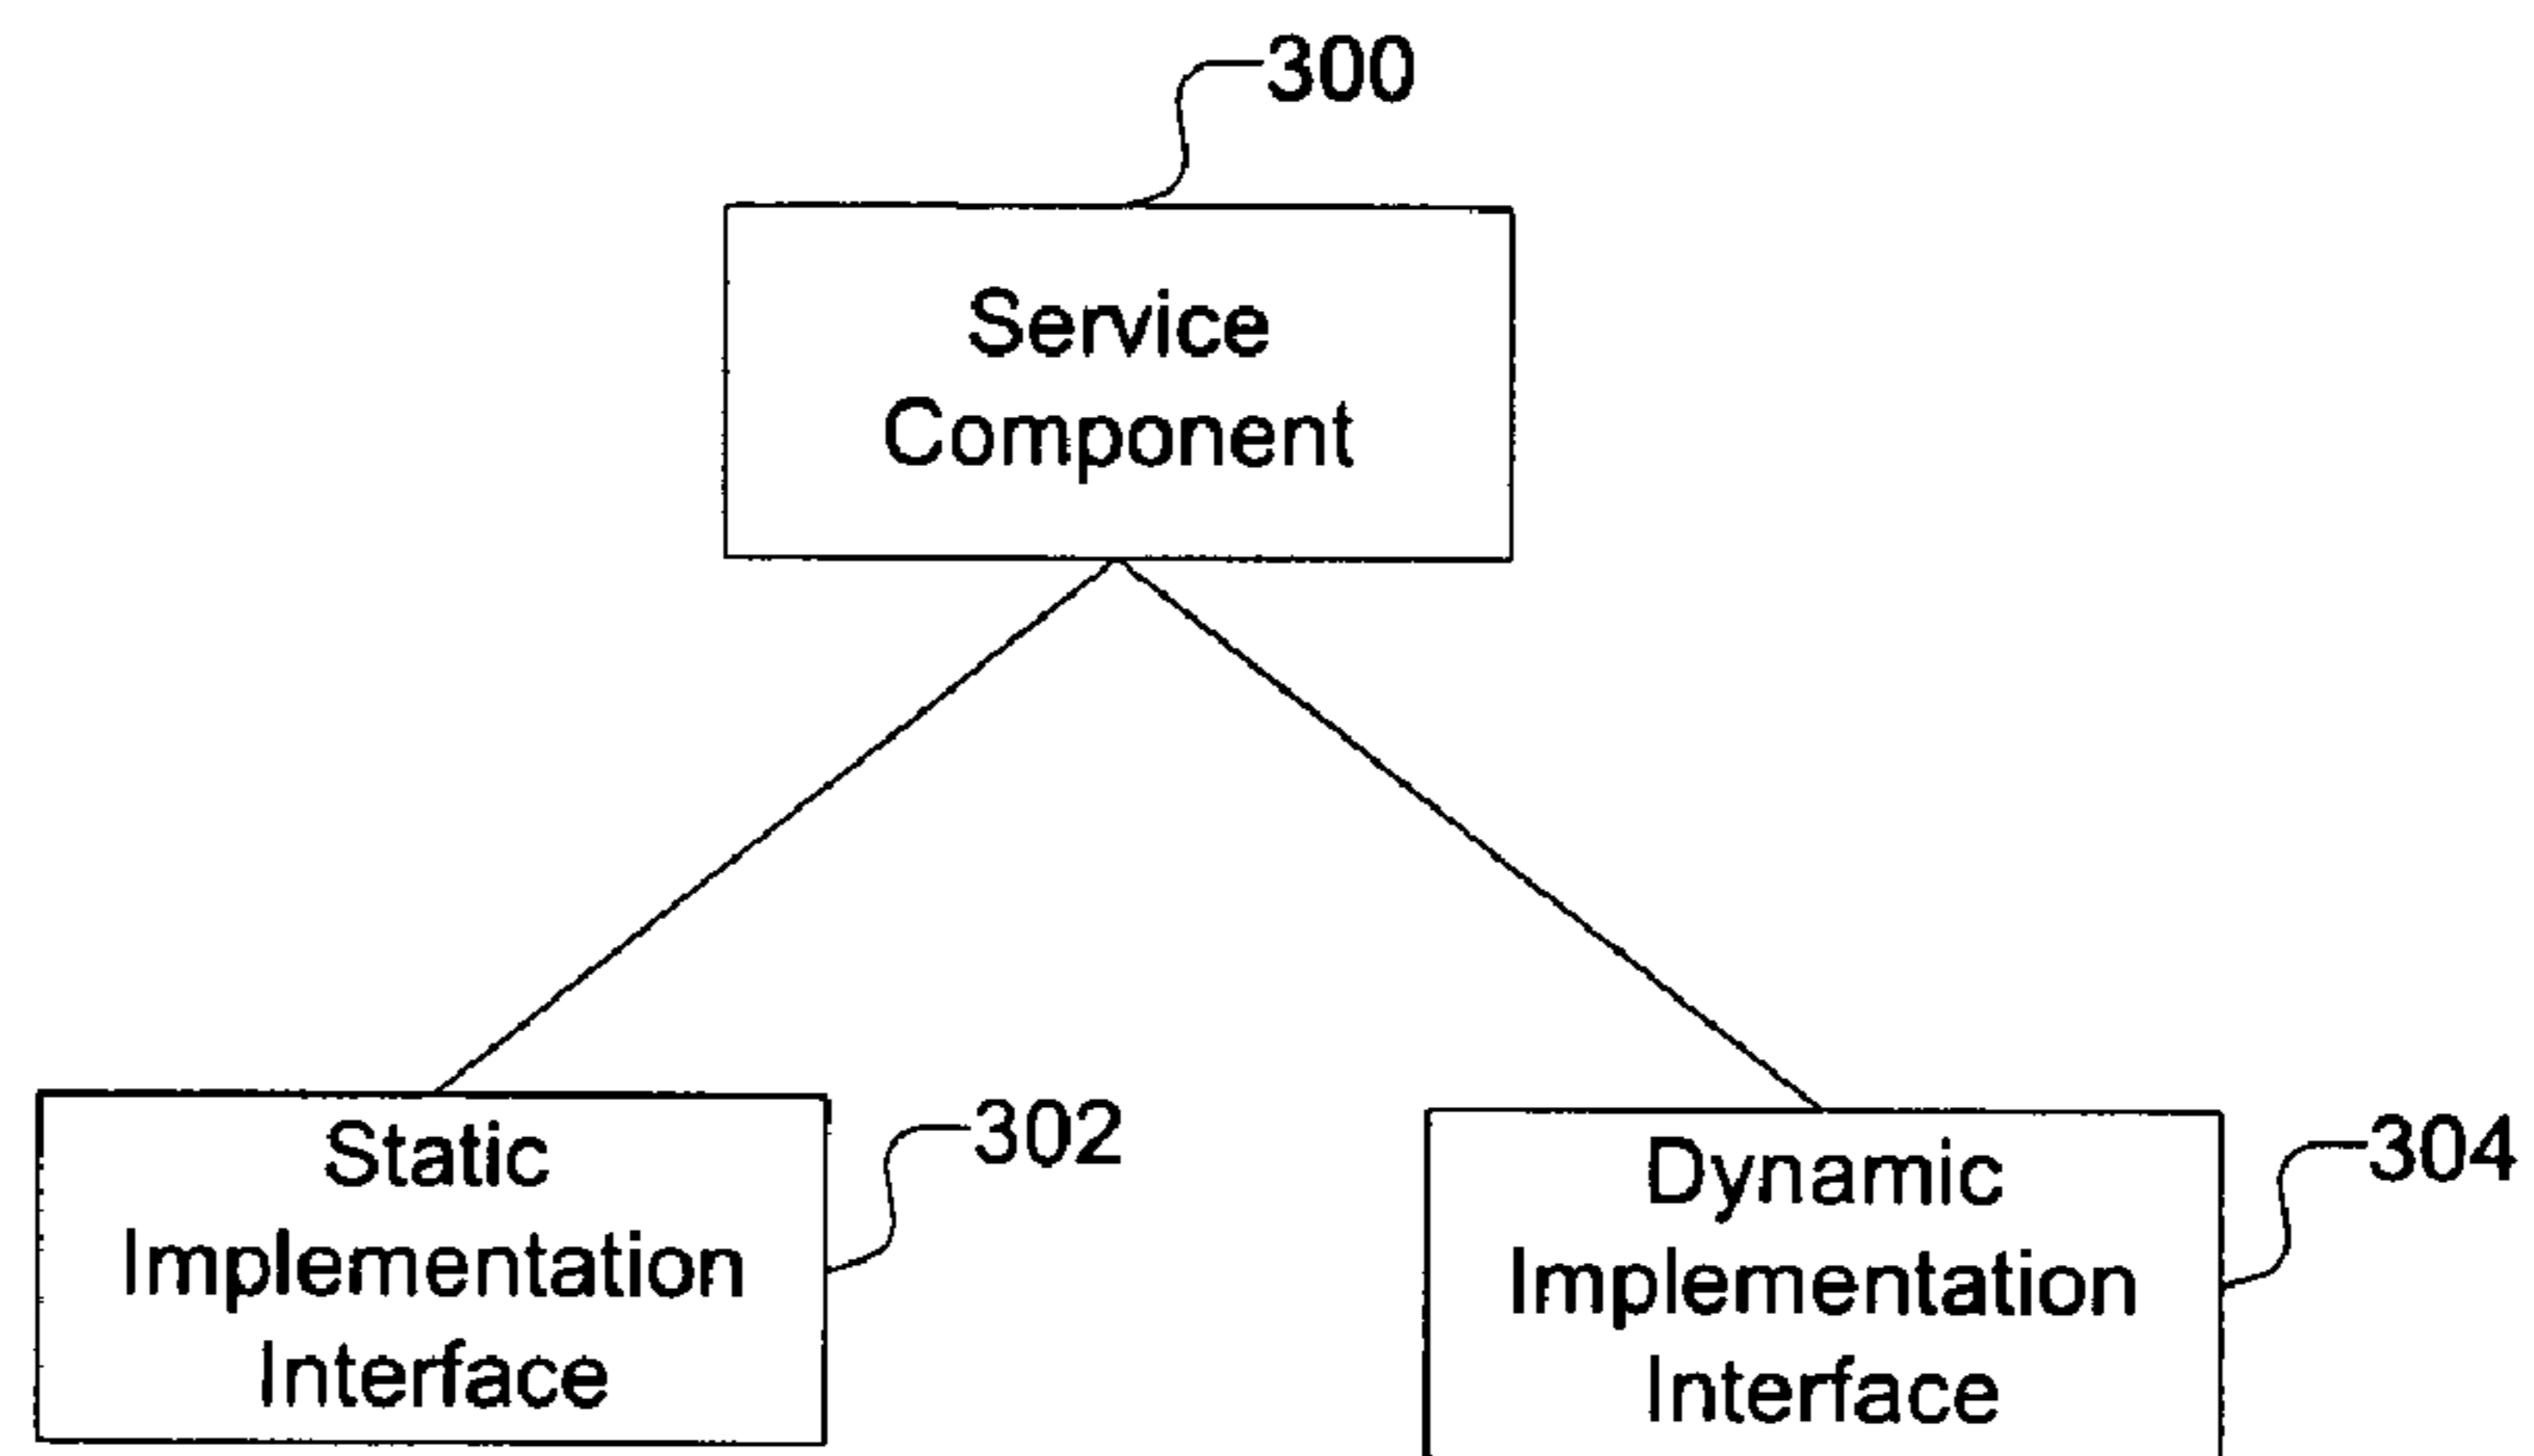 300
Service
Component
Static
Implementation
Interface
302
Dynamic
Implementation
Interface
304